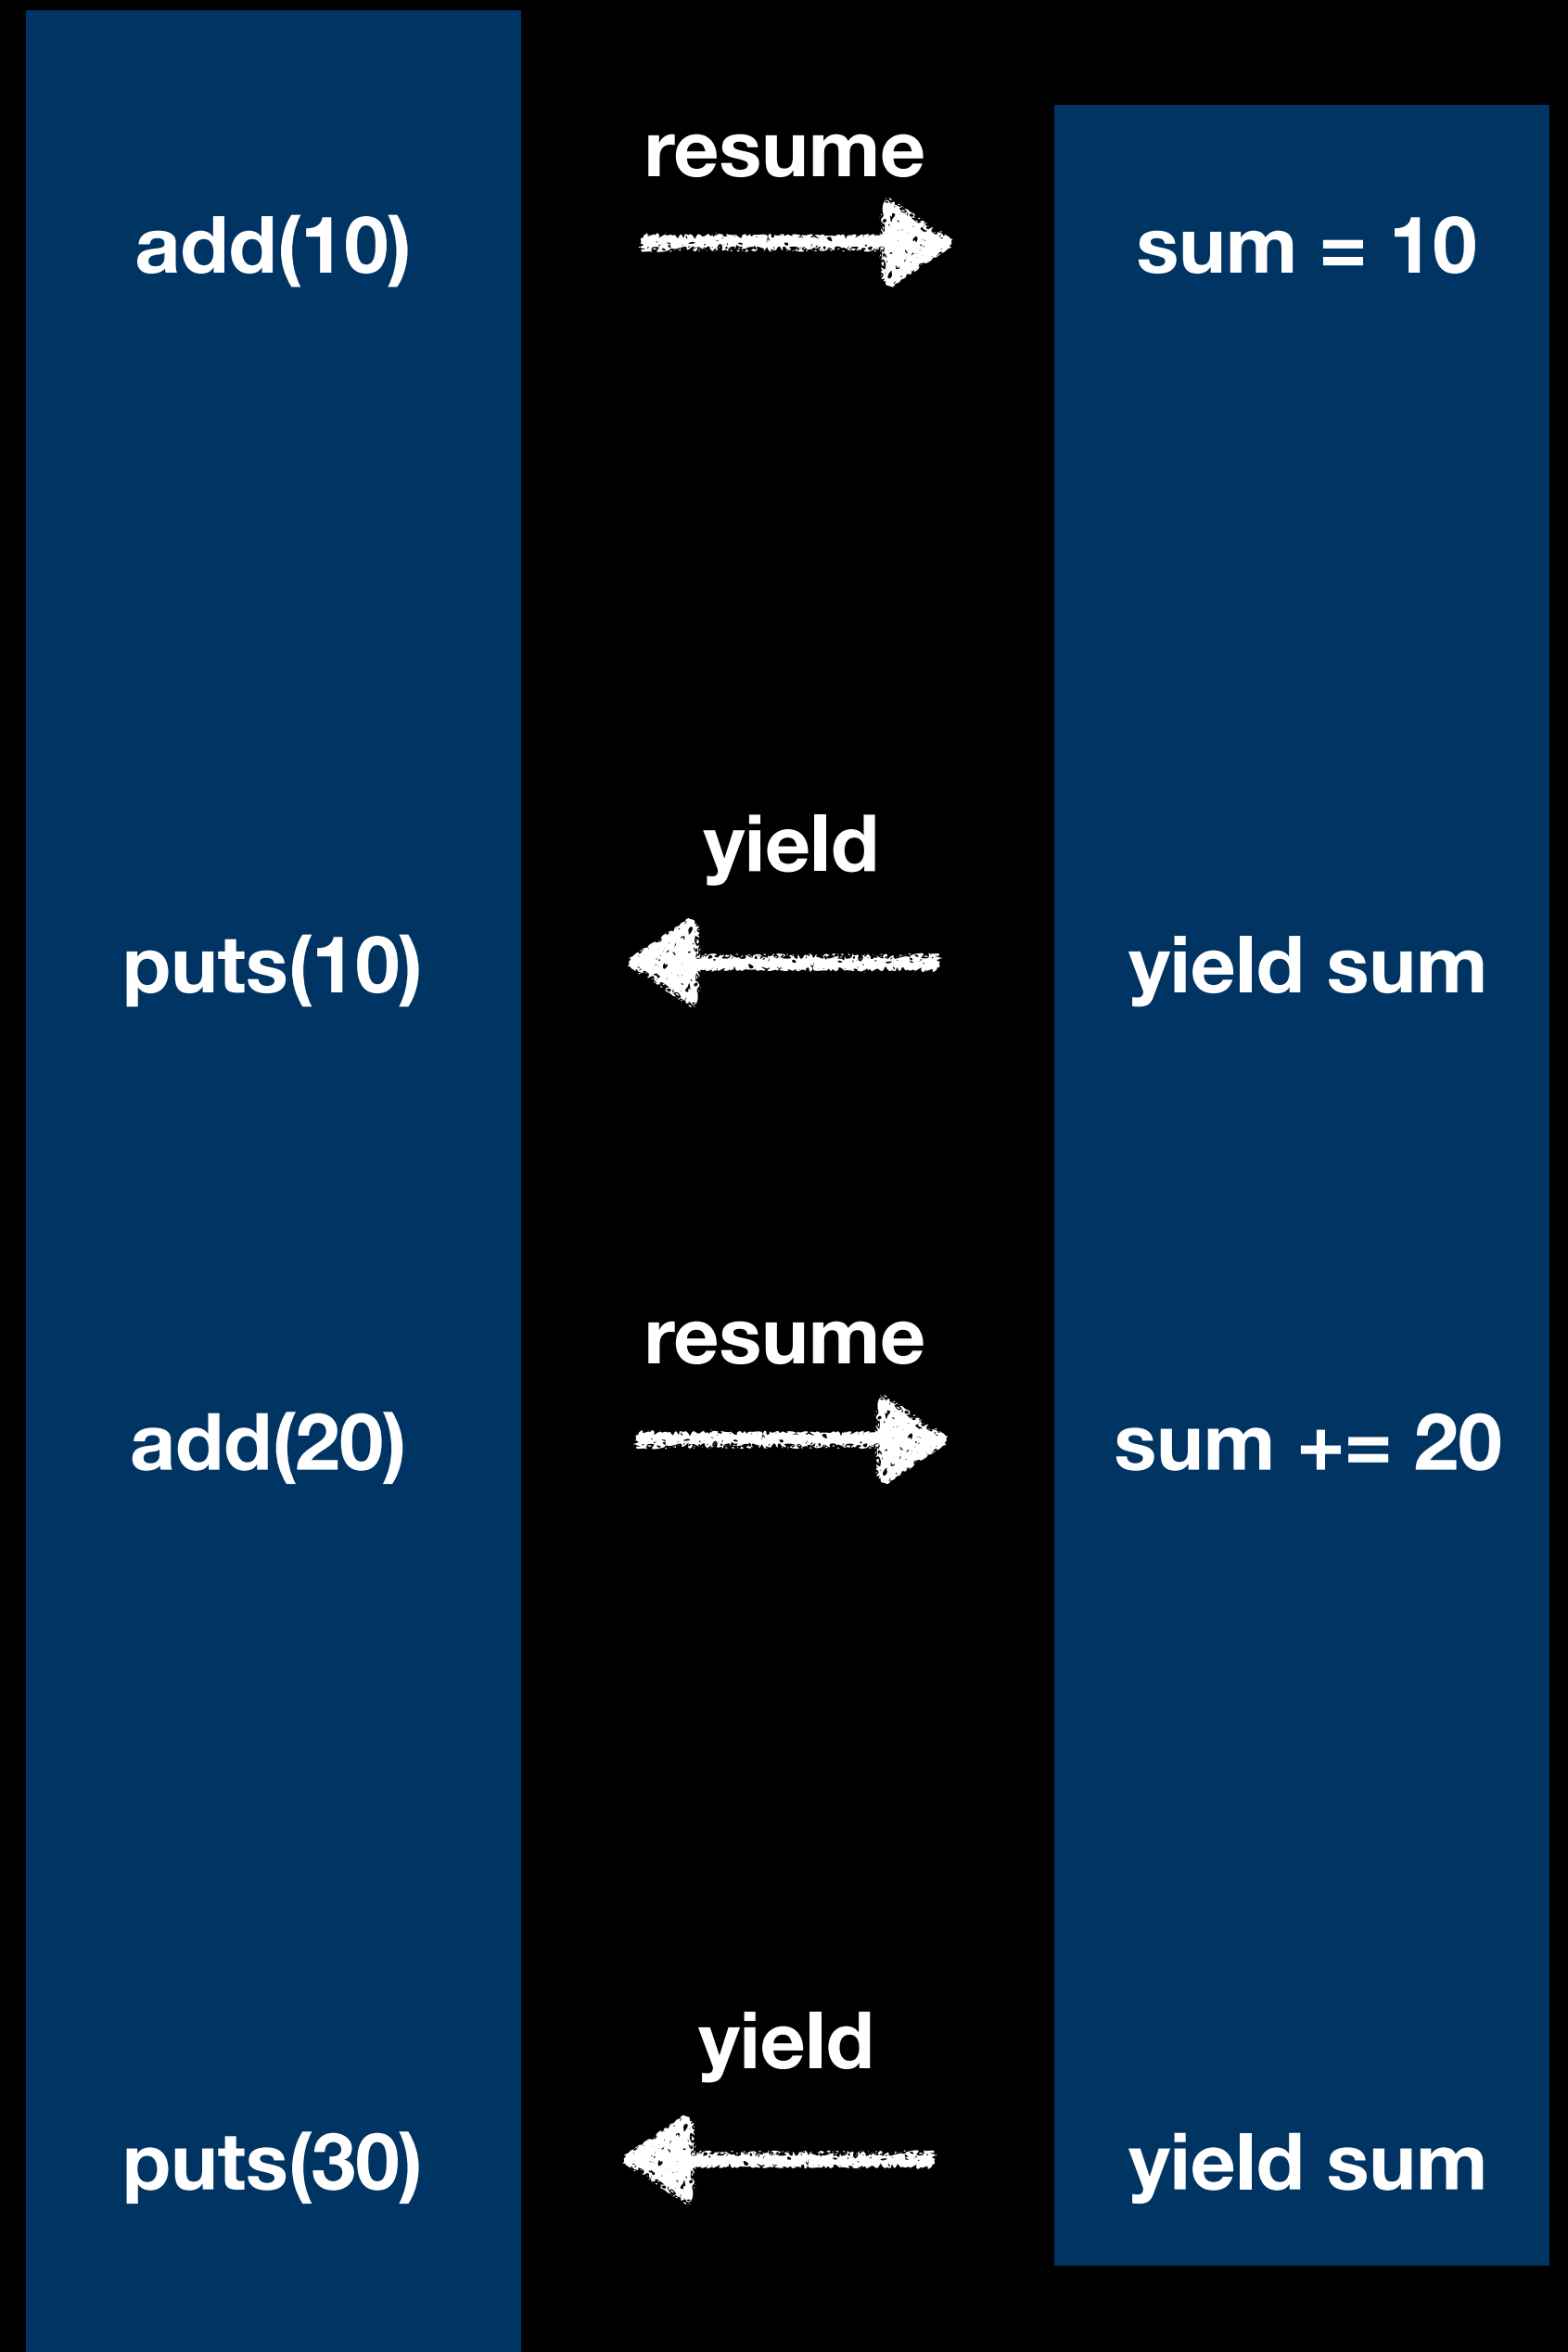 resume
add(10)
sum = 10
yield
puts(10)
yield sum
resume
add(20)
sum += 20
yield
puts(30)
yield sum